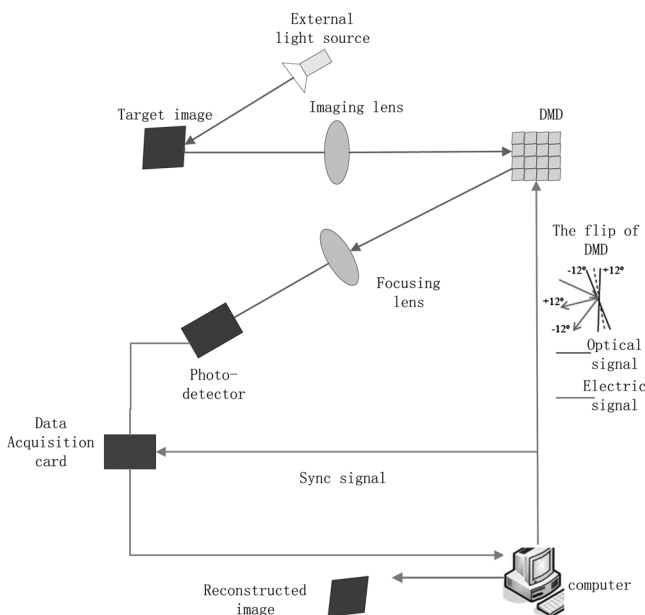 External
light source
Target image
Imaging lens
DMD
The flip of
DMD
-12°
+12°
+12°
-12°
Optical
signal
Electric
signal
Focusing
lens
Photo-
detector
Data
Acquisition
card
Sync signal
computer
Reconstructed
image